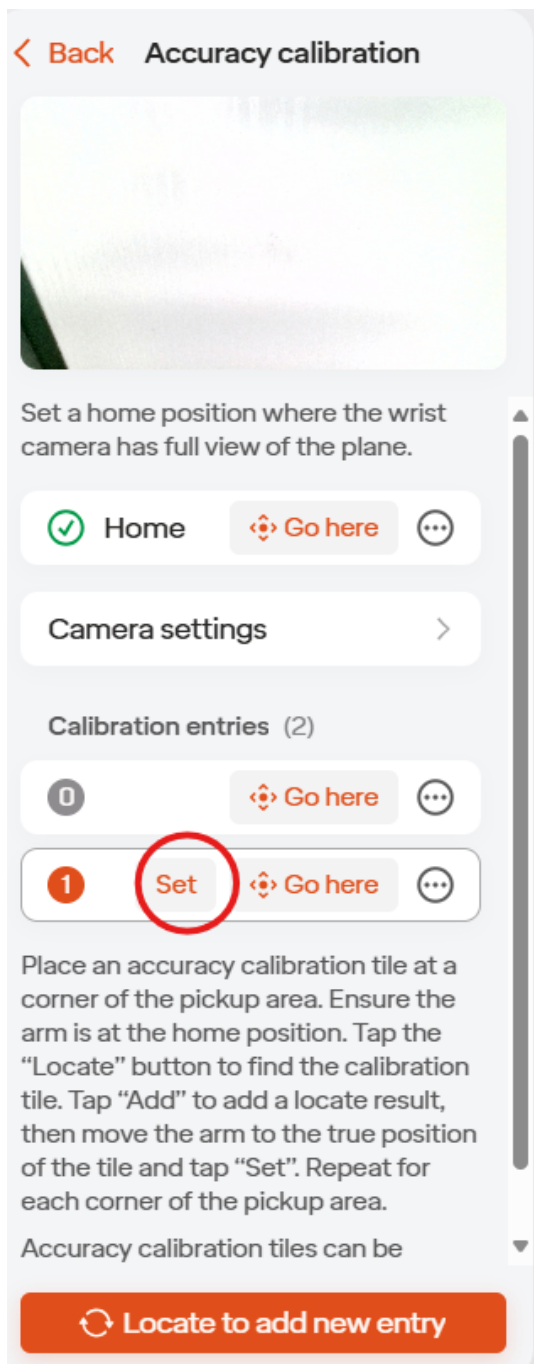 Back Accuracy calibration
Set a home position where the wrist
camera has full view of the plane.
Home Go here
Camera settings
Calibration entries (2)
0 Go here
1 Set Go here
Place an accuracy calibration tile at a
corner of the pickup area. Ensure the
arm is at the home position. Tap the
“Locate” button to find the calibration
tile. Tap “Add” to add a locate result,
then move the arm to the true position
of the tile and tap “Set”. Repeat for
each corner of the pickup area.
Accuracy calibration tiles can be
Locate to add new entry